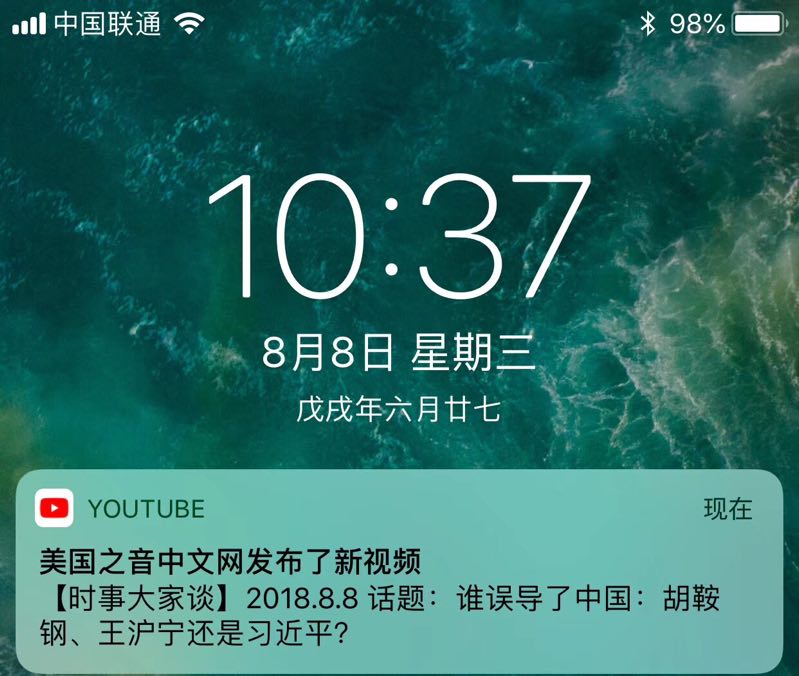 中国联通 98%
10:37
8月8日 星期三
戊戌年六月廿七
YOUTUBE 现在
美国之音中文网发布了新视频
【时事大家谈】2018.8.8 话题：谁误导了中国：胡鞍
钢、王沪宁还是习近平？